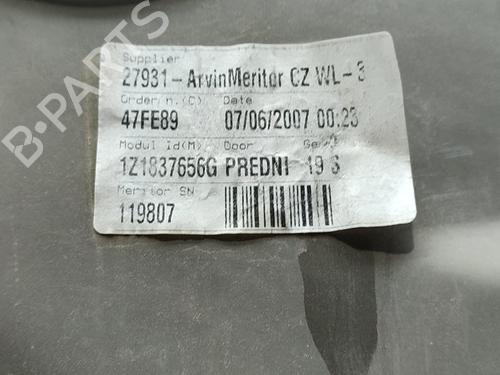 B-PARTS
Supplier
27931-ArvinMeritor CZ WL-3
Order n.(C) Date
47FE89 07/06/2007 00:23
Modul Id(M) Door
1Z1837656G PREDNI 19 S
Meritor SN
119807